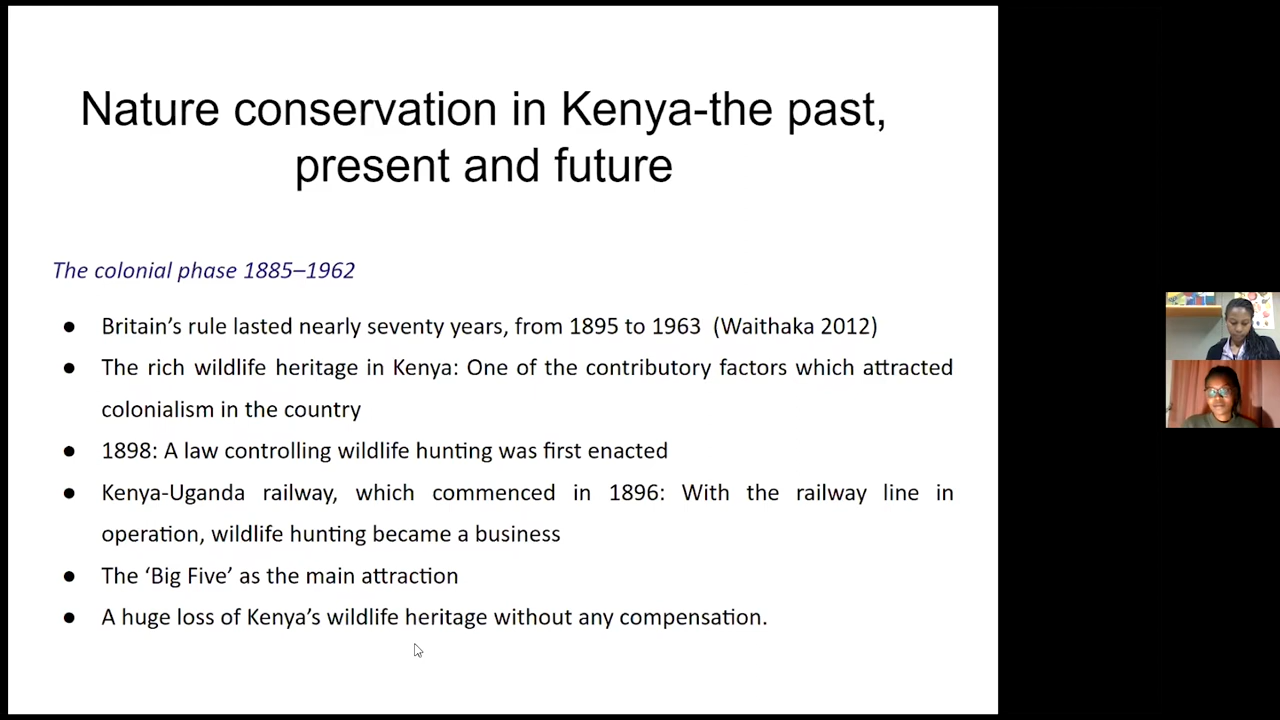 Nature conservation in Kenya-the past,
present and future
The colonial phase 1885–1962
● Britain’s rule lasted nearly seventy years, from 1895 to 1963 (Waithaka 2012)
● The rich wildlife heritage in Kenya: One of the contributory factors which attracted
colonialism in the country
● 1898: A law controlling wildlife hunting was first enacted
● Kenya-Uganda railway, which commenced in 1896: With the railway line in
operation, wildlife hunting became a business
● The ‘Big Five’ as the main attraction
● A huge loss of Kenya’s wildlife heritage without any compensation.